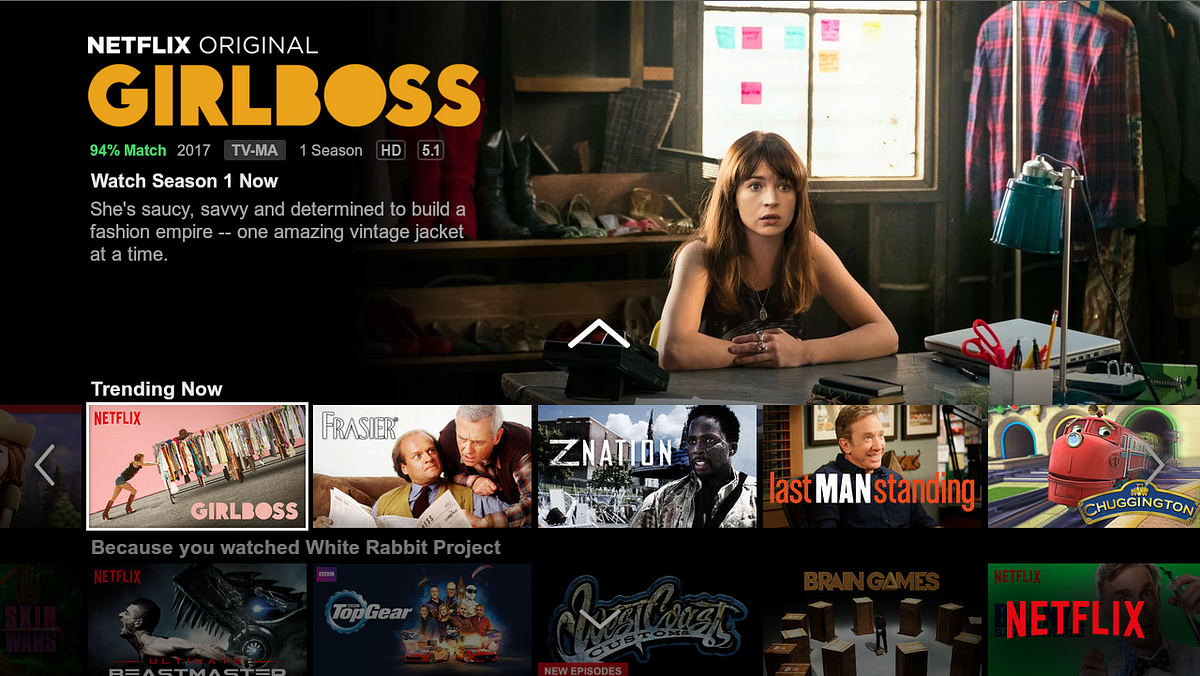 NETFLIX ORIGINAL
GIRLBOSS
94% Match 2017 TV-MA 1 Season HD 5.1
Watch Season 1 Now
She's saucy, savvy and determined to build a
fashion empire -- one amazing vintage jacket
at a time.
Trending Now
NETFLIX
GIRLBOSS
FRASIER
Z NATION
last MAN standing
CHUGGINGTON
Because you watched White Rabbit Project
SKIN
WARS
NETFLIX
ULTIMATE
BEASTMASTER
BBC
TopGear
West Coast
CUSTOMS
NEW EPISODES
BRAIN GAMES
NETFLIX
NETFLIX